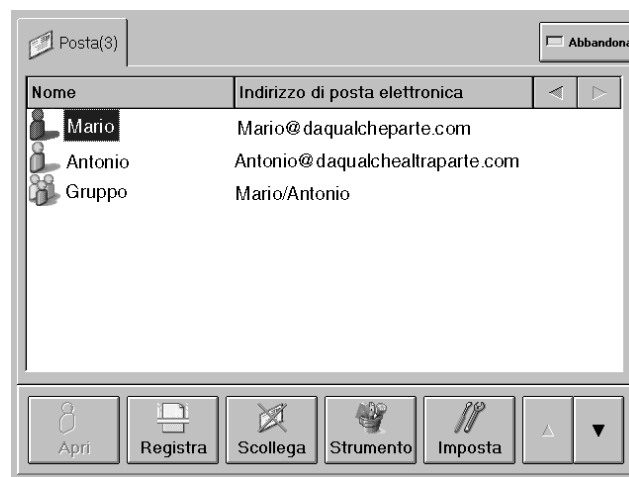 Posta(3) Abbandona
Nome Indirizzo di posta elettronica
Mario Mario@daqualcheparte.com
Antonio Antonio@daqualchealtraparte.com
Gruppo Mario/Antonio
Apri Registra Scollega Strumento Imposta